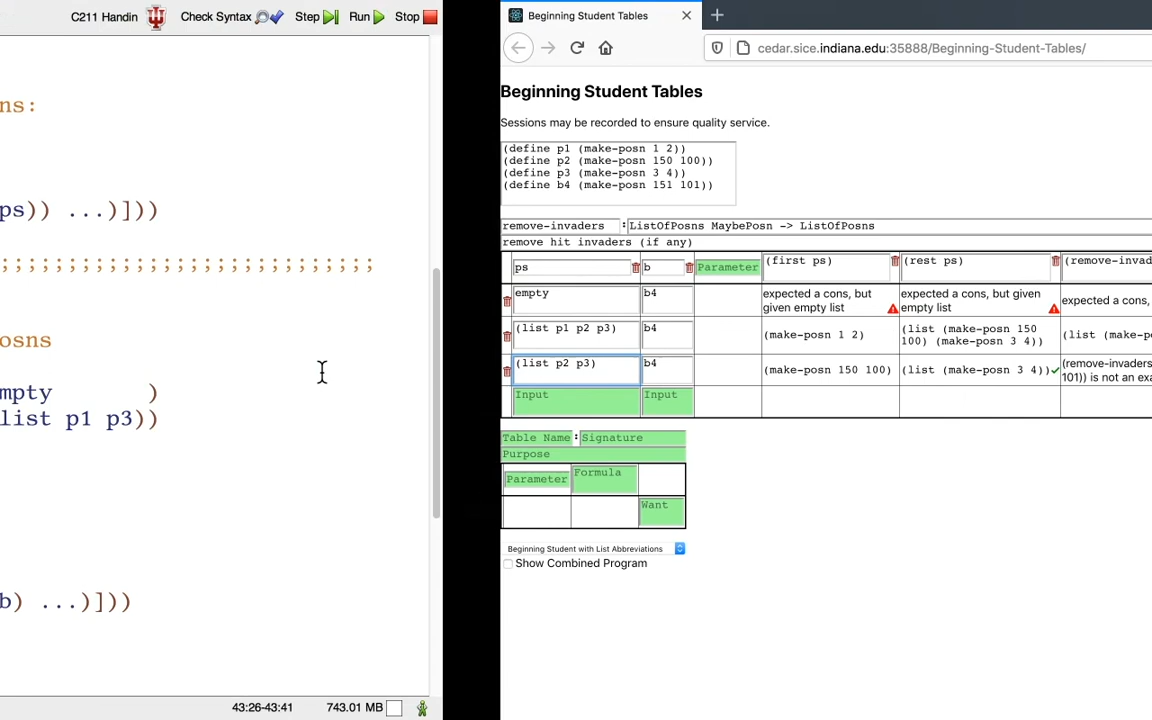 C211 Handin Check Syntax Step Run Stop
ns:
ps)) ...)]))
;;;;;;;;;;;;;;;;;;;;;;;;;;;;
osns
mpty )
list p1 p3))
b) ...)]))
43:26-43:41 743.01 MB
Beginning Student Tables
cedar.sice.indiana.edu:35888/Beginning-Student-Tables/
Beginning Student Tables
Sessions may be recorded to ensure quality service.
(define p1 (make-posn 1 2))
(define p2 (make-posn 150 100))
(define p3 (make-posn 3 4))
(define b4 (make-posn 151 101))
remove-invaders : ListOfPosns MaybePosn -> ListOfPosns
remove hit invaders (if any)
ps b Parameter (first ps) (rest ps) (remove-invad
empty b4 expected a cons, but given empty list expected a cons, but given empty list expected a cons,
(list p1 p2 p3) b4 (make-posn 1 2) (list (make-posn 150 100) (make-posn 3 4)) (list (make-
(list p2 p3) b4 (make-posn 150 100) (list (make-posn 3 4)) (remove-invaders 101)) is not an exa
Input Input
Table Name : Signature
Purpose
Parameter Formula
Want
Beginning Student with List Abbreviations
Show Combined Program